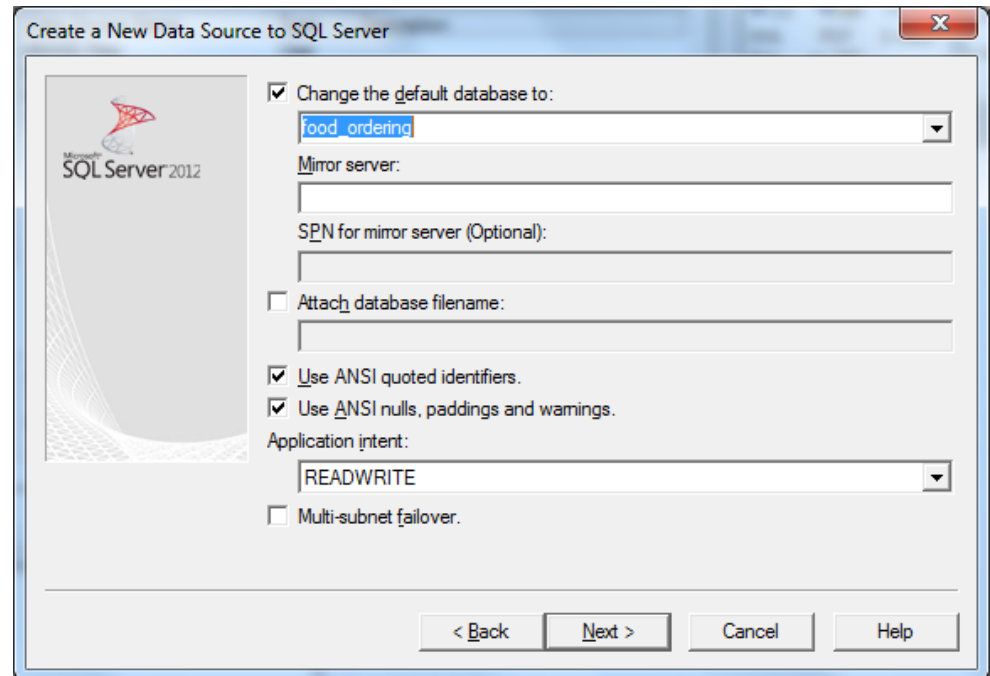 Create a New Data Source to SQL Server
Microsoft
SQL Server 2012
Change the default database to:
food_ordering
Mirror server:
SPN for mirror server (Optional):
Attach database filename:
Use ANSI quoted identifiers.
Use ANSI nulls, paddings and warnings.
Application intent:
READWRITE
Multi-subnet failover.
< Back
Next >
Cancel
Help